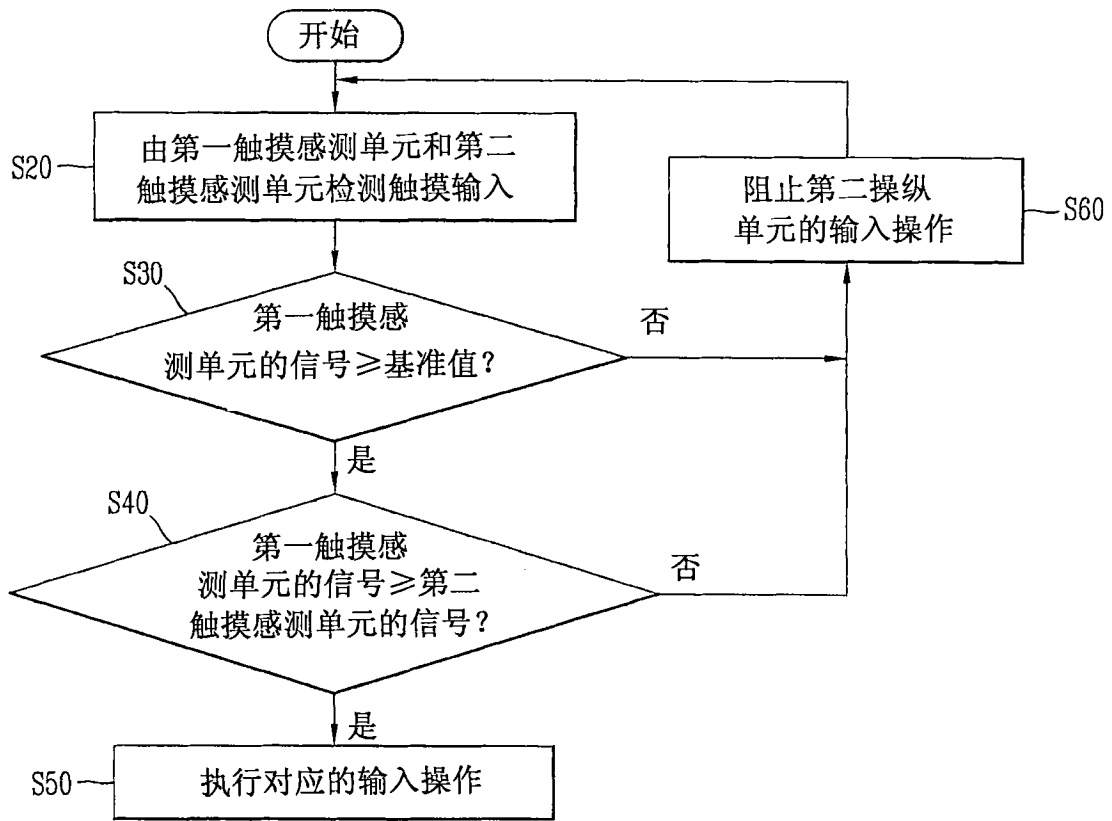 开始
S20
由第一触摸感测单元和第二
触摸感测单元检测触摸输入
阻止第二操纵
单元的输入操作
S60
S30
第一触摸感
测单元的信号≥基准值?
否
是
S40
第一触摸感
测单元的信号≥第二
触摸感测单元的信号?
否
是
S50
执行对应的输入操作